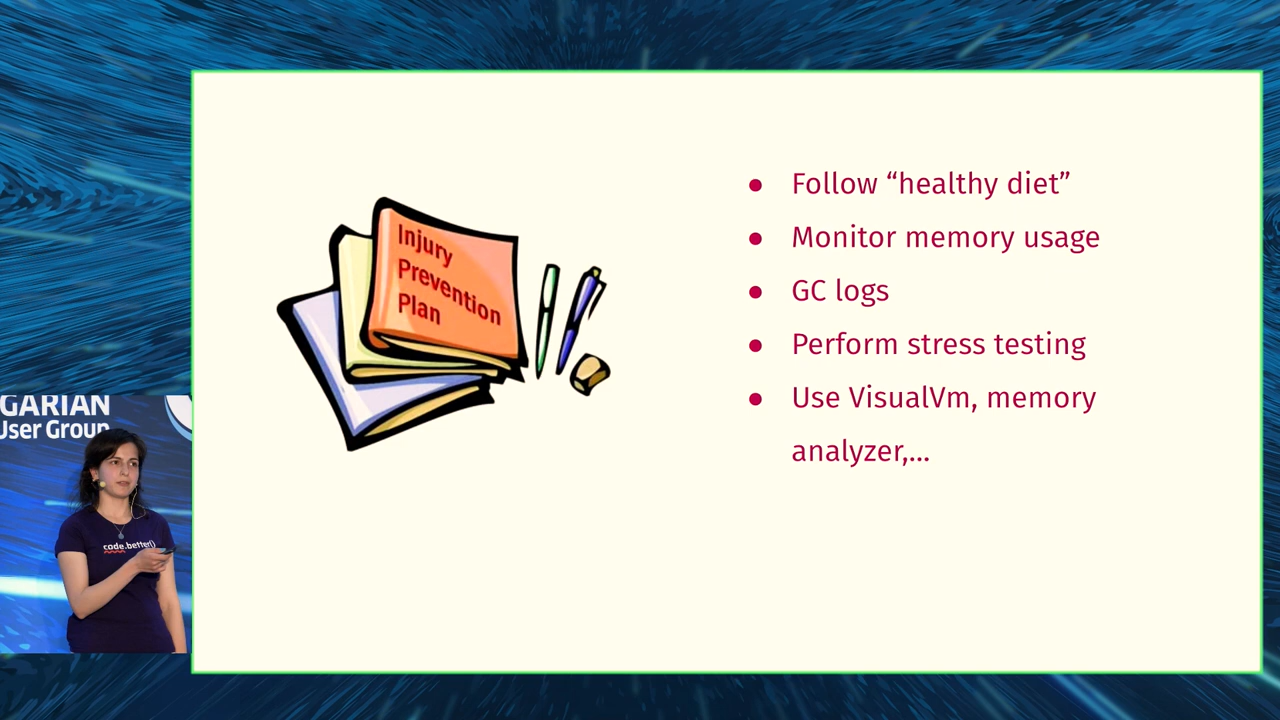 Injury
Prevention
Plan
● Follow “healthy diet”
● Monitor memory usage
● GC logs
● Perform stress testing
● Use VisualVm, memory
analyzer,...
GARIAN
User Group
code.better()